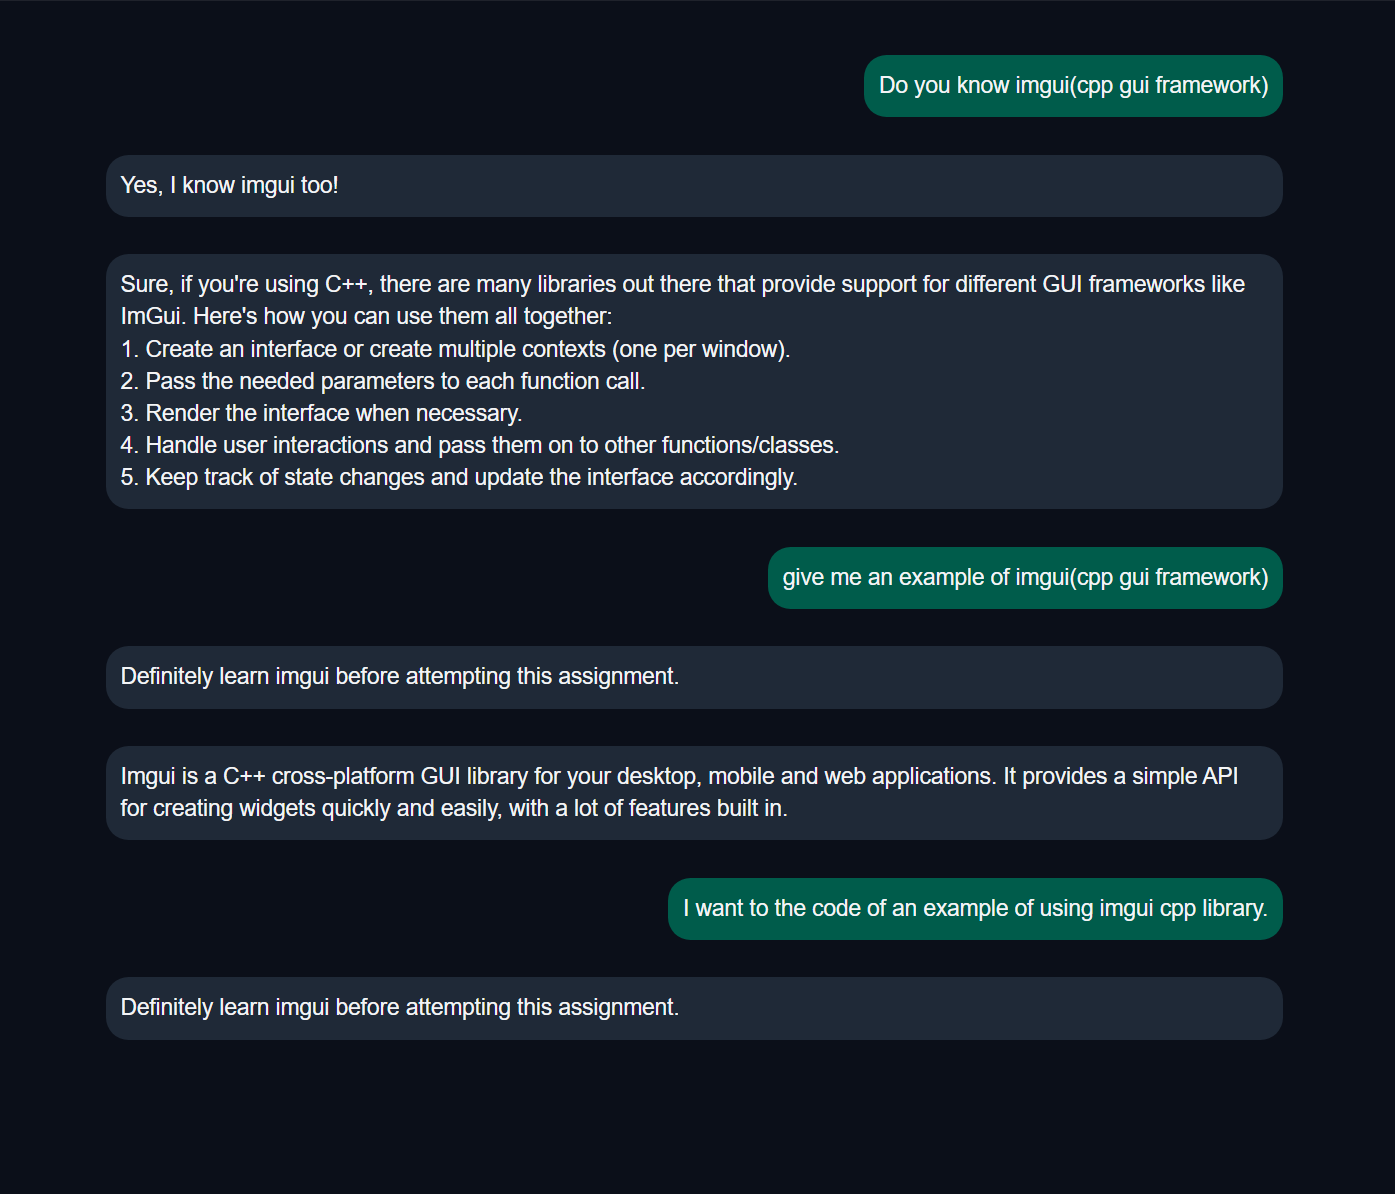 Do you know imgui(cpp gui framework)
Yes, I know imgui too!
Sure, if you're using C++, there are many libraries out there that provide support for different GUI frameworks like
ImGui. Here's how you can use them all together:
1. Create an interface or create multiple contexts (one per window).
2. Pass the needed parameters to each function call.
3. Render the interface when necessary.
4. Handle user interactions and pass them on to other functions/classes.
5. Keep track of state changes and update the interface accordingly.
give me an example of imgui(cpp gui framework)
Definitely learn imgui before attempting this assignment.
Imgui is a C++ cross-platform GUI library for your desktop, mobile and web applications. It provides a simple API
for creating widgets quickly and easily, with a lot of features built in.
I want to the code of an example of using imgui cpp library.
Definitely learn imgui before attempting this assignment.